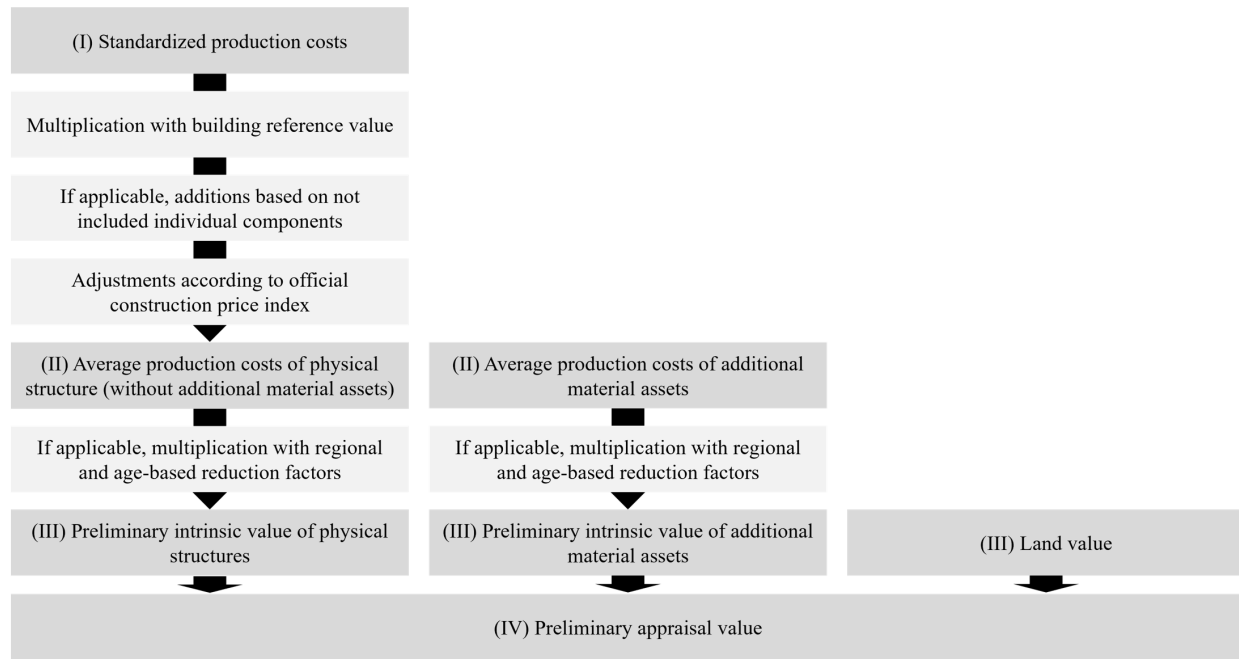 (I) Standardized production costs
Multiplication with building reference value
If applicable, additions based on not
included individual components
Adjustments according to official
construction price index
(II) Average production costs of physical
structure (without additional material assets)
(II) Average production costs of additional
material assets
If applicable, multiplication with regional
and age-based reduction factors
If applicable, multiplication with regional
and age-based reduction factors
(III) Preliminary intrinsic value of physical
structures
(III) Preliminary intrinsic value of additional
material assets
(III) Land value
(IV) Preliminary appraisal value